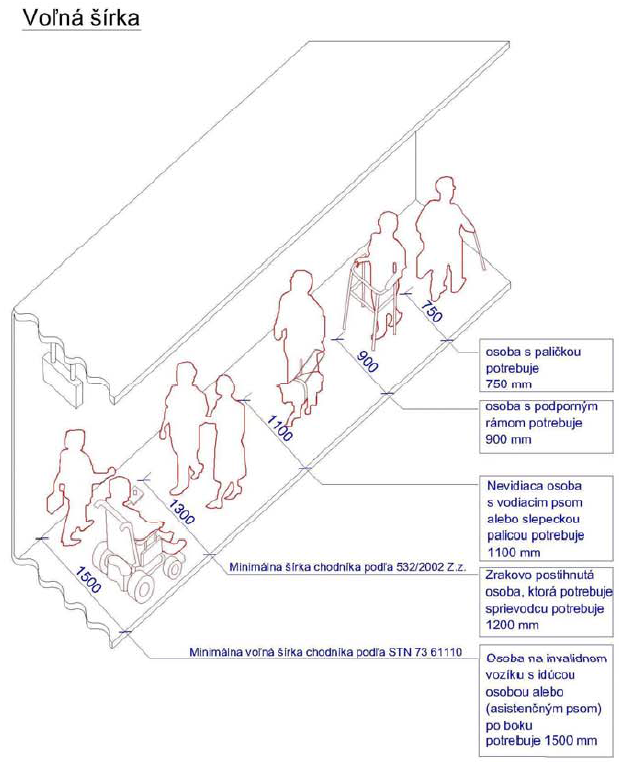 Voľná šírka
750
osoba s paličkou
potrebuje
750 mm
900
osoba s podporným
rámom potrebuje
900 mm
1100
Nevidiaca osoba
s vodiacim psom
alebo slepeckou
palicou potrebuje
1100 mm
1300
Minimálna šírka chodníka podľa 532/2002 Z.z.
Zrakovo postihnutá
osoba, ktorá potrebuje
sprievodcu potrebuje
1200 mm
1500
Minimálna voľná šírka chodníka podľa STN 73 61110
Osoba na invalidnom
vozíku s idúcou
osobou alebo
(asistenčným psom)
po boku
potrebuje 1500 mm